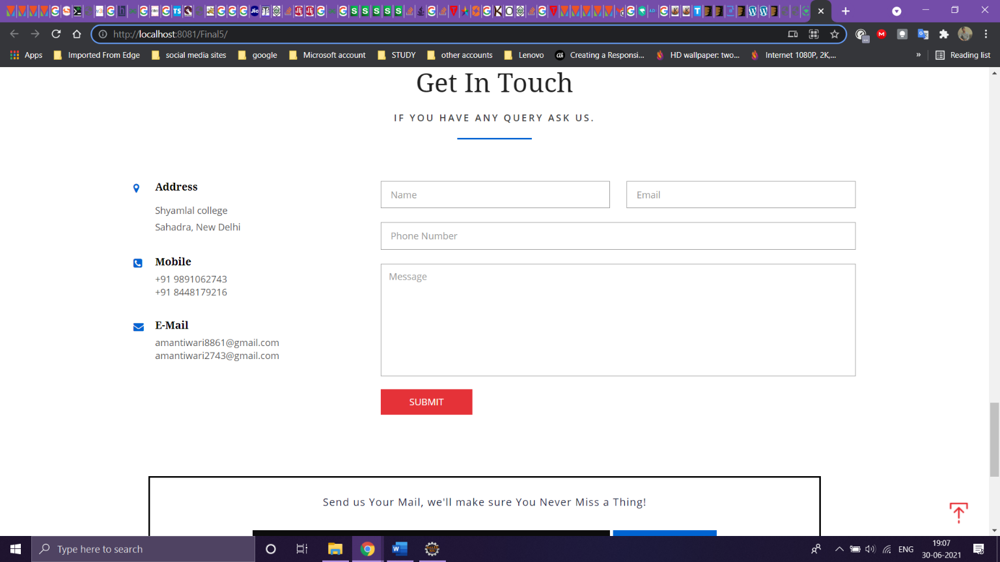 http://localhost:8081/Final5/
Apps
Imported From Edge
social media sites
google
Microsoft account
STUDY
other accounts
Lenovo
Creating a Responsi...
HD wallpaper: two...
Internet 1080P, 2K,...
»
Reading list
Get In Touch
IF YOU HAVE ANY QUERY ASK US.
Address
Shyamlal college
Sahadra, New Delhi
Mobile
+91 9891062743
+91 8448179216
E-Mail
amantiwari8861@gmail.com
amantiwari2743@gmail.com
Name
Email
Phone Number
Message
SUBMIT
Send us Your Mail, we'll make sure You Never Miss a Thing!
Type here to search
ENG
19:07
30-06-2021